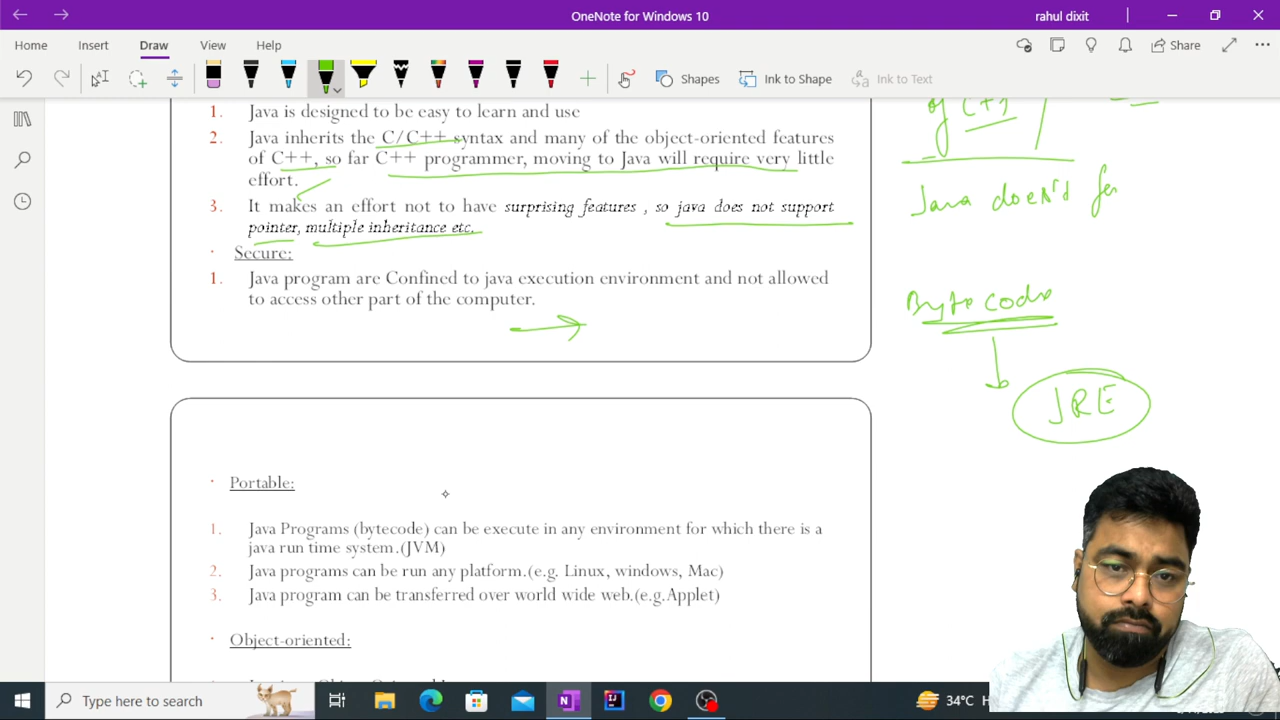 OneNote for Windows 10
rahul dixit
Home Insert Draw View Help
Share
Shapes
Ink to Shape
Ink to Text
1. Java is designed to be easy to learn and use
2. Java inherits the C/C++ syntax and many of the object-oriented features
of C++, so far C++ programmer, moving to Java will require very little
effort.
3. It makes an effort not to have surprising features , so java does not support
pointer, multiple inheritance etc.
· Secure:
1. Java program are Confined to java execution environment and not allowed
to access other part of the computer.
of C++
Java does'd
Byte code
JRE
· Portable:
1. Java Programs (bytecode) can be execute in any environment for which there is a
java run time system.(JVM)
2. Java programs can be run any platform.(e.g. Linux, windows, Mac)
3. Java program can be transferred over world wide web.(e.g.Applet)
· Object-oriented:
Type here to search
34°C